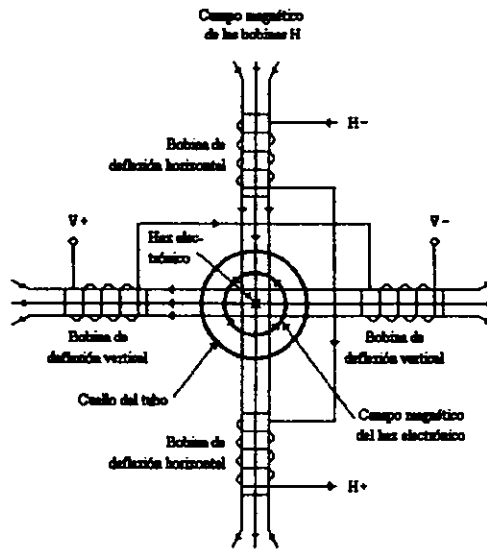 Campo magnético
de las bobinas H
H-
Bobina de
deflexión horizontal
V+
V-
Haz elec-
trónico
Bobina de
deflexión vertical
Bobina de
deflexión vertical
Cuello del tubo
Campo magnético
del haz electrónico
Bobina de
deflexión horizontal
H+